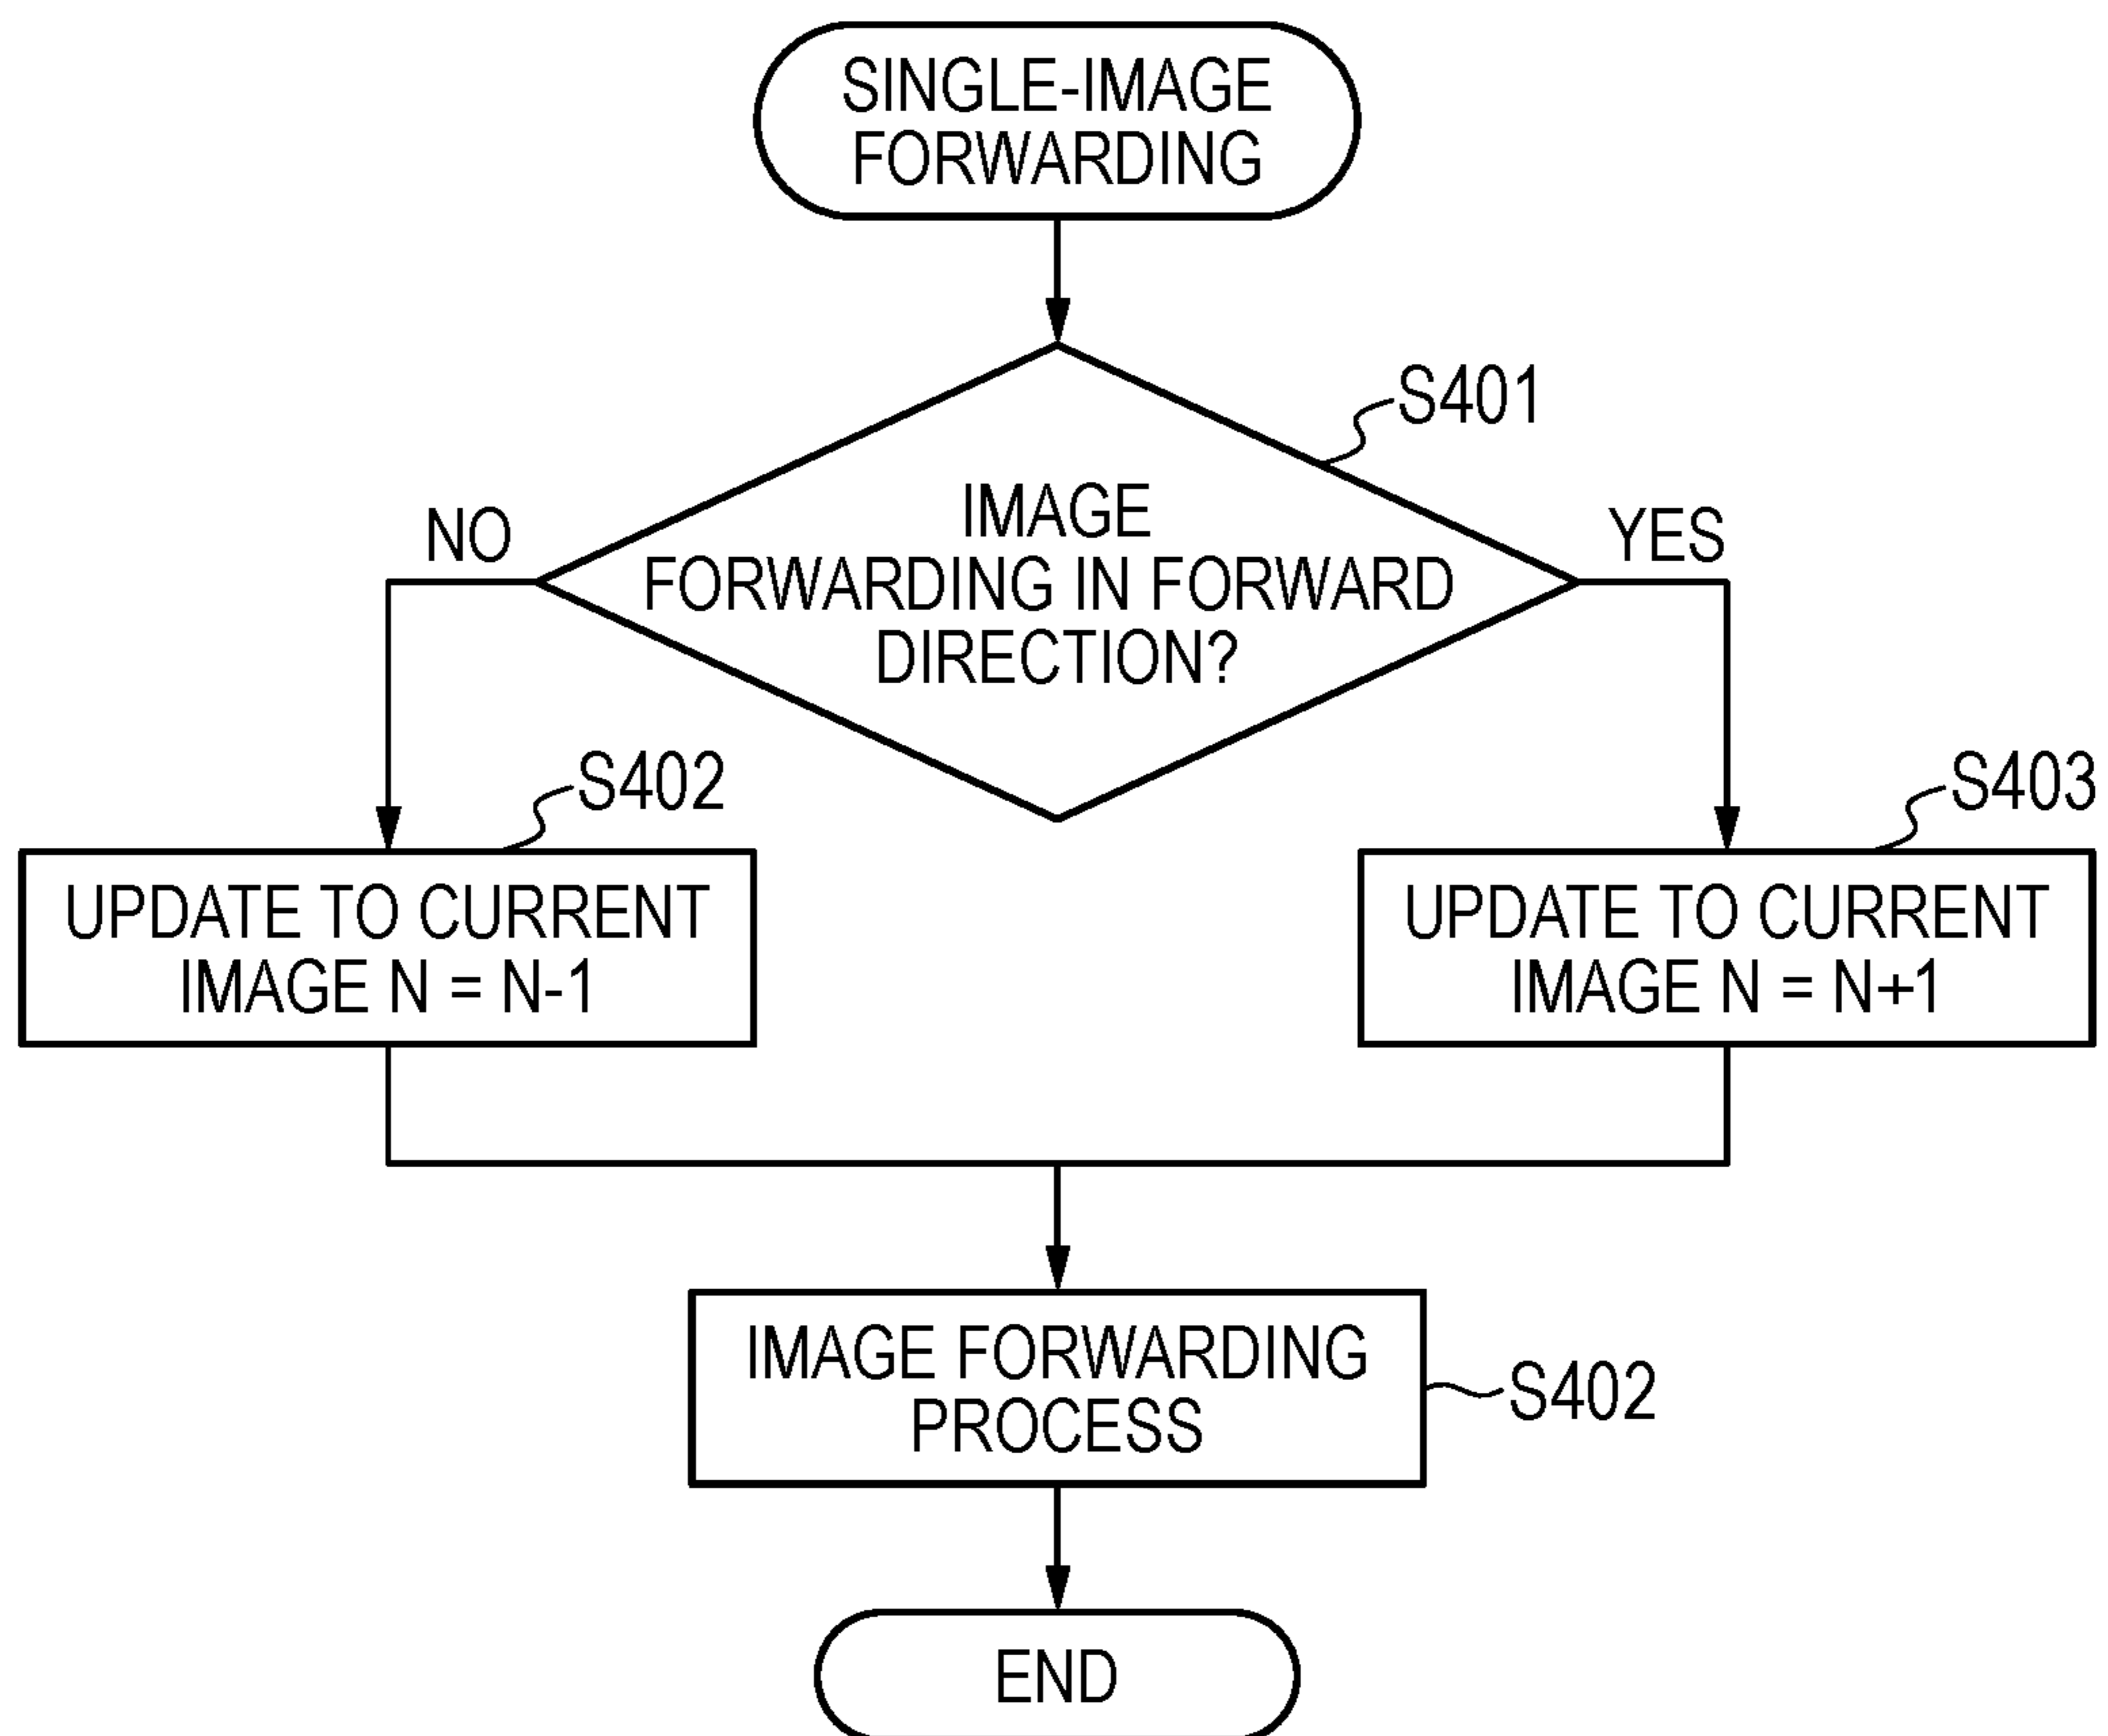 SINGLE-IMAGE
FORWARDING
S401
IMAGE
FORWARDING IN FORWARD
DIRECTION?
NO
YES
S402
UPDATE TO CURRENT
IMAGE N = N-1
S403
UPDATE TO CURRENT
IMAGE N = N+1
IMAGE FORWARDING
PROCESS
S402
END